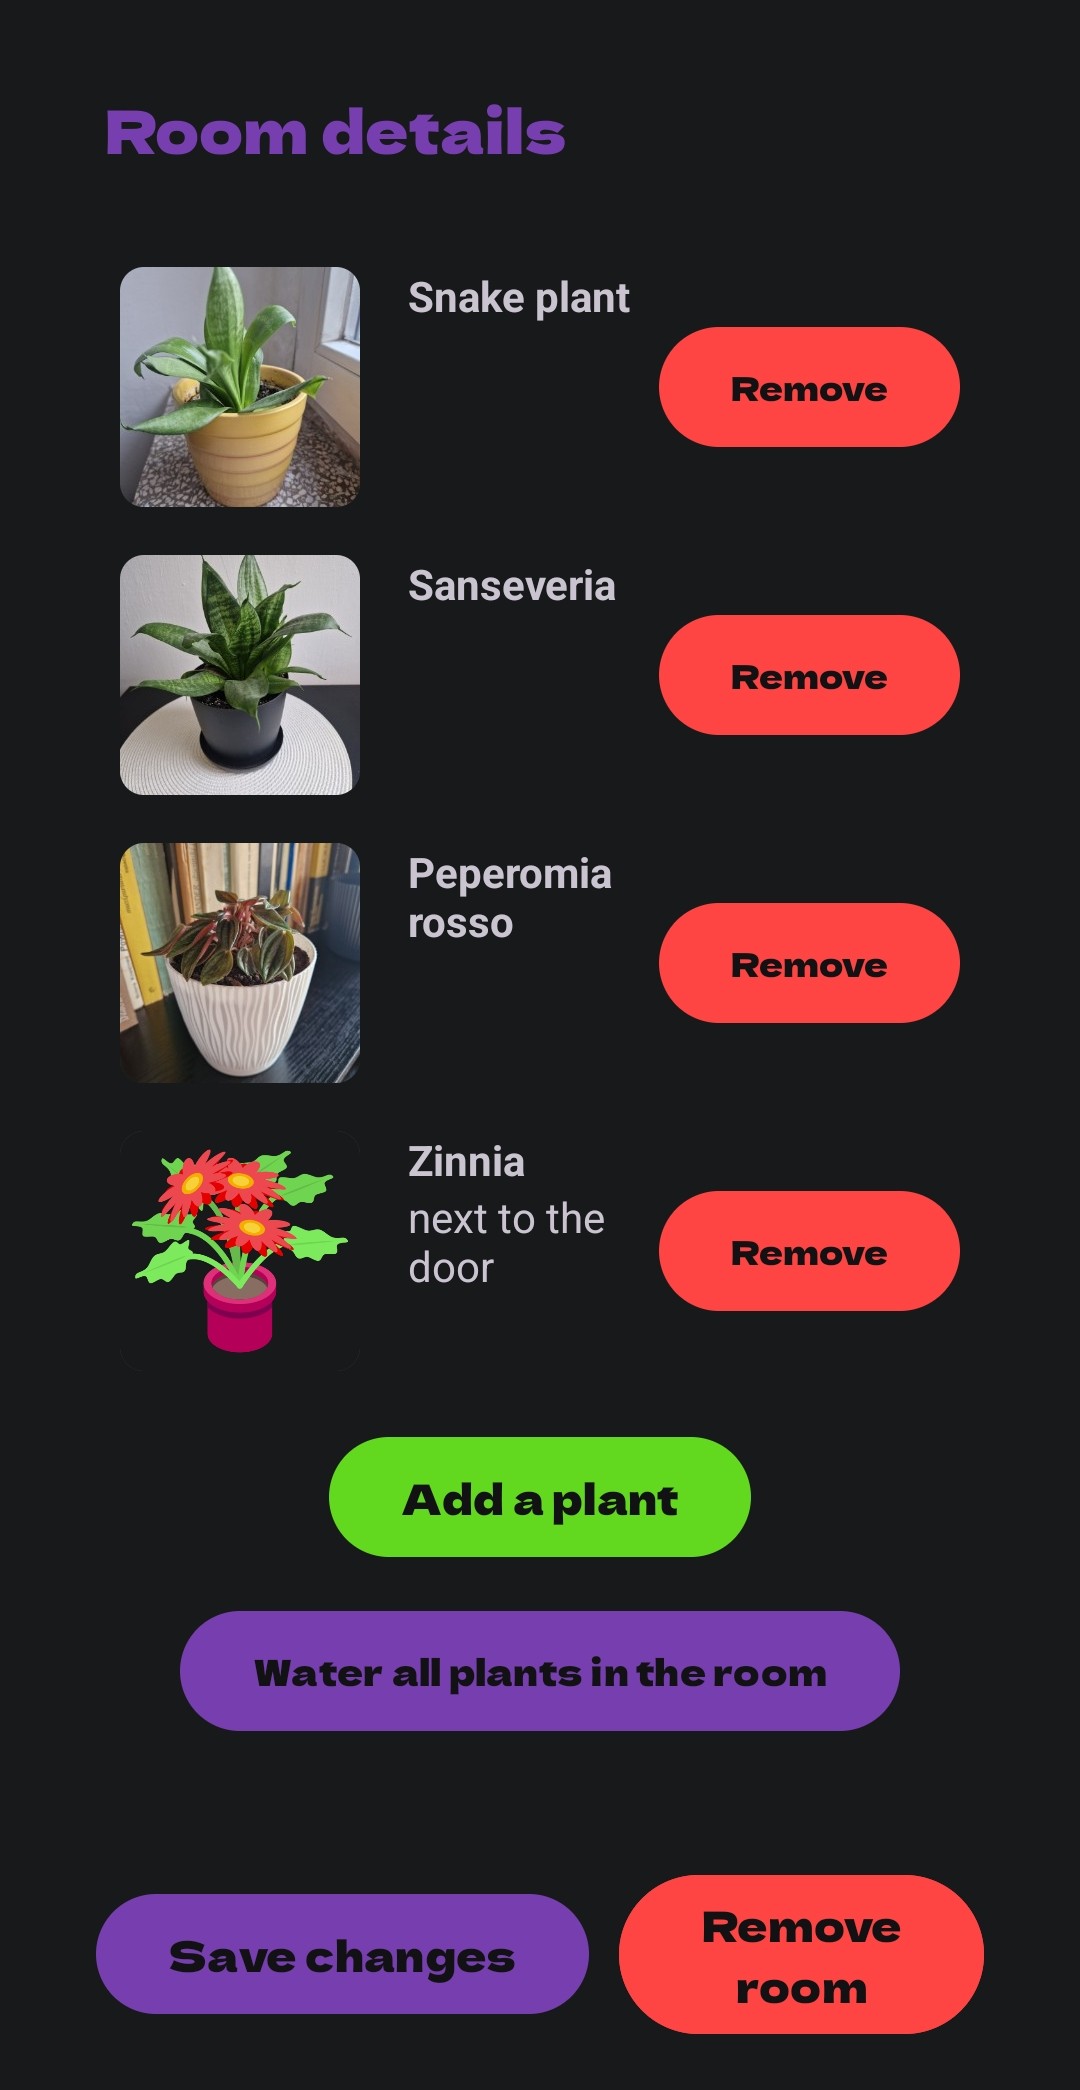 Room details
Snake plant
Remove
Sanseveria
Remove
Peperomia
rosso
Remove
Zinnia
next to the
door
Remove
Add a plant
Water all plants in the room
Save changes
Remove
room